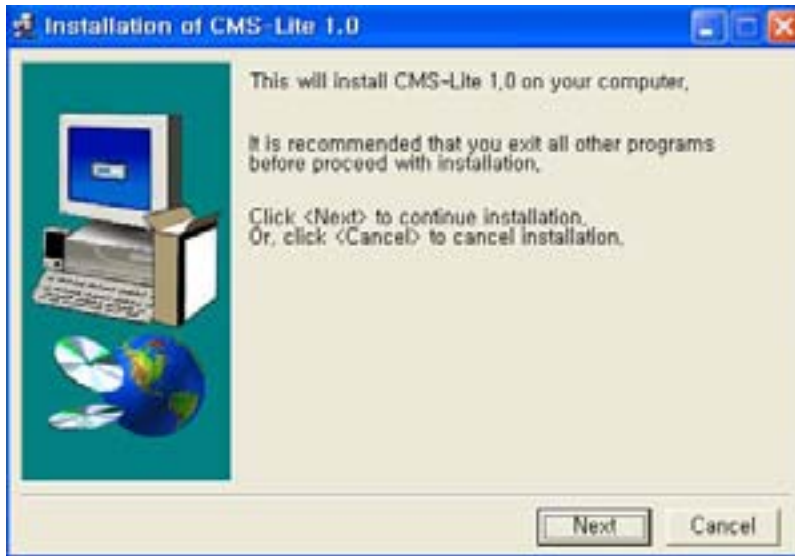 Installation of CMS-Lite 1.0
This will install CMS-Lite 1.0 on your computer.
It is recommended that you exit all other programs
before proceed with installation.
Click <Next> to continue installation.
Or, click <Cancel> to cancel installation.
Next
Cancel